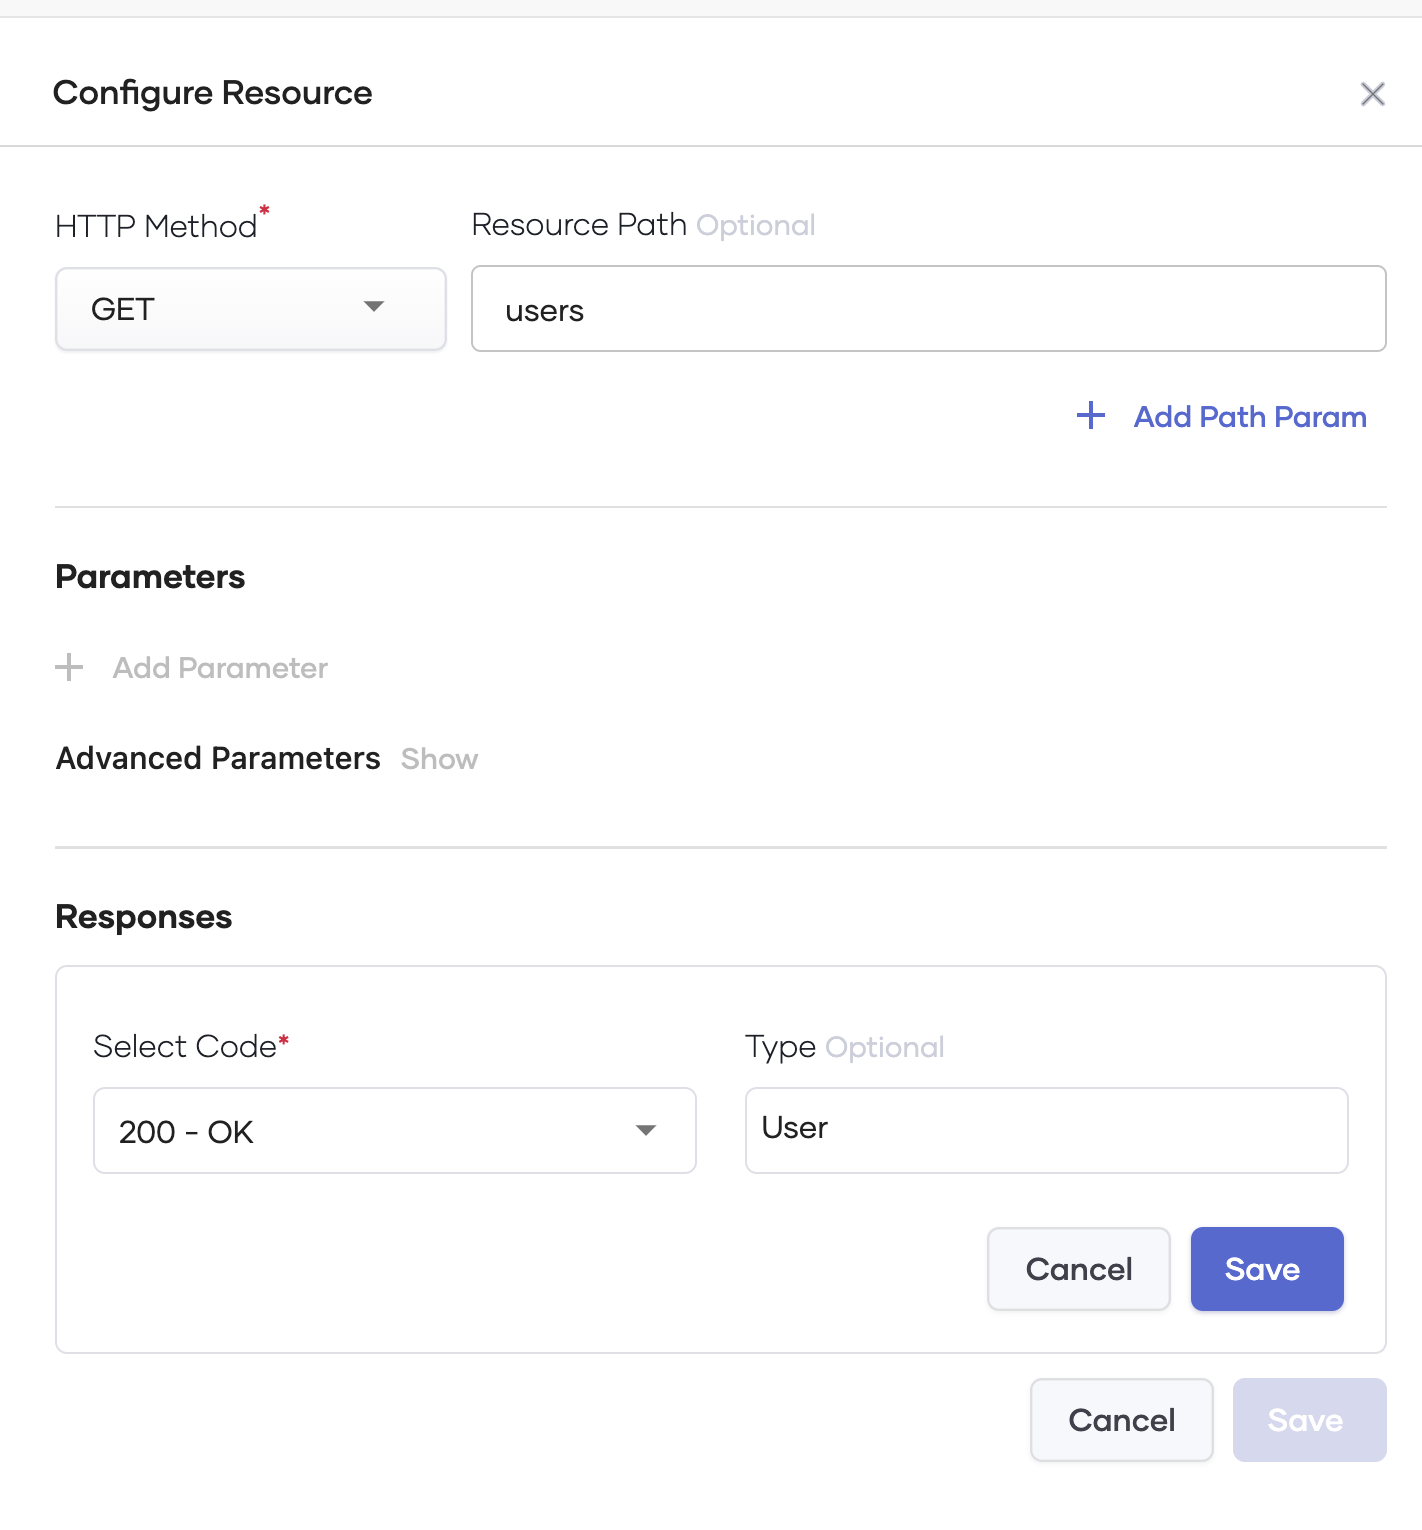 Configure Resource
HTTP Method*
Resource Path Optional
GET
users
Add Path Param
Parameters
Add Parameter
Advanced Parameters Show
Responses
Select Code*
Type Optional
200 - OK
User
Cancel
Save
Cancel
Save